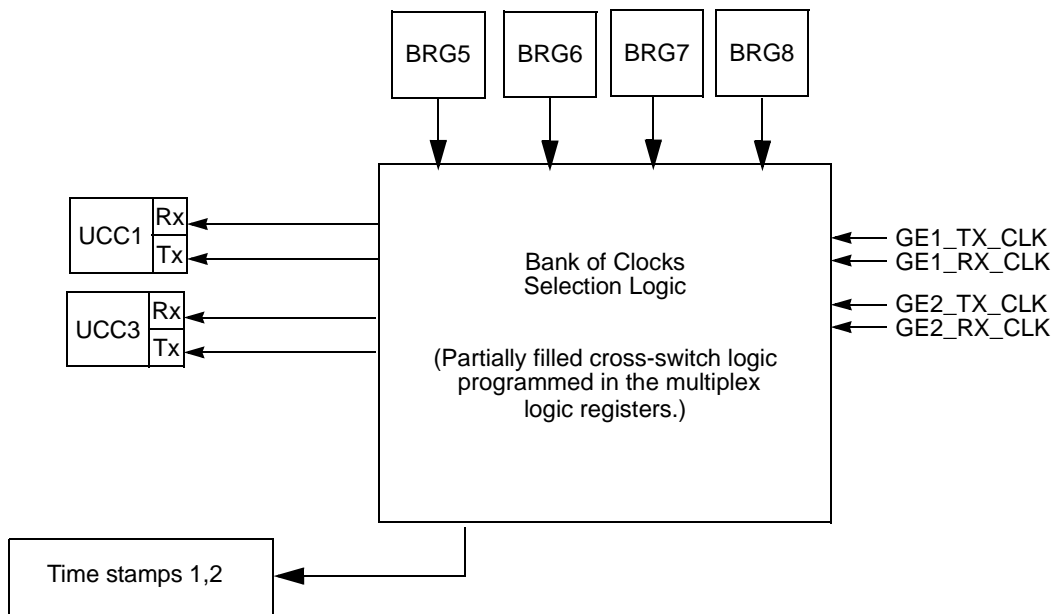 BRG5
BRG6
BRG7
BRG8
UCC1
Rx
Tx
UCC3
Rx
Tx
Bank of Clocks
Selection Logic
(Partially filled cross-switch logic
programmed in the multiplex
logic registers.)
GE1_TX_CLK
GE1_RX_CLK
GE2_TX_CLK
GE2_RX_CLK
Time stamps 1,2